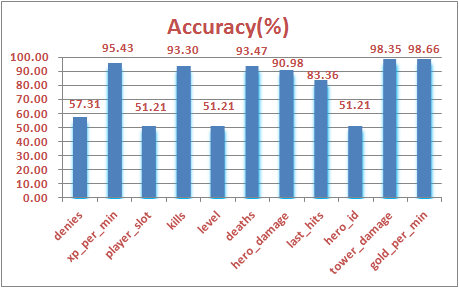 Accuracy(%)
100.00
90.00
80.00
70.00
60.00
50.00
40.00
30.00
20.00
10.00
0.00
57.31
95.43
51.21
93.30
51.21
93.47
90.98
83.36
51.21
98.35
98.66
denies
xp_per_min
player_slot
kills
level
deaths
hero_damage
last_hits
hero_id
tower_damage
gold_per_min